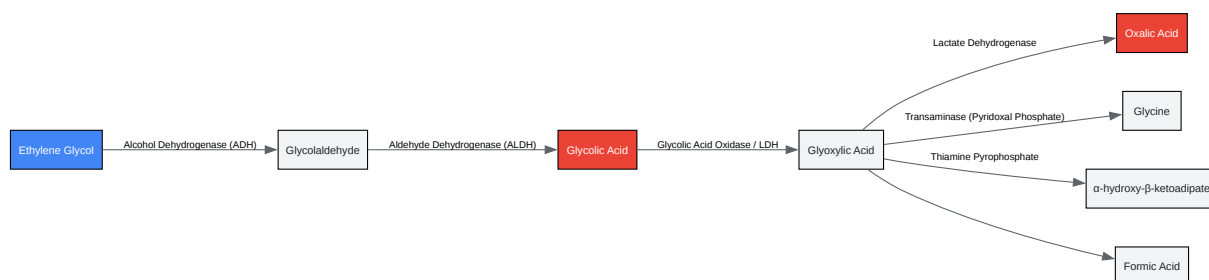 Oxalic Acid
Lactate Dehydrogenase
Glycine
Transaminase (Pyridoxal Phosphate)
Ethylene Glycol
Alcohol Dehydrogenase (ADH)
Glycolaldehyde
Aldehyde Dehydrogenase (ALDH)
Glycolic Acid
Glycolic Acid Oxidase / LDH
Glyoxylic Acid
Thiamine Pyrophosphate
α-hydroxy-β-ketoadipate
Formic Acid